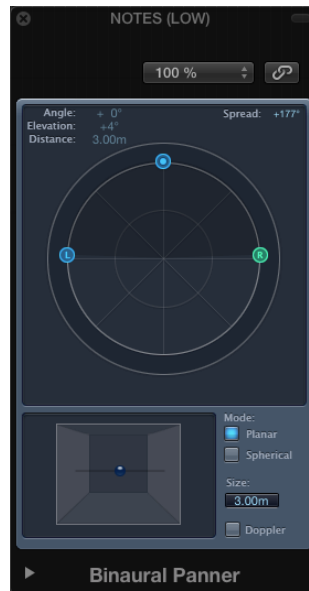 NOTES (LOW)
100 %
Angle: + 0°
Elevation: +4°
Distance: 3.00m
Spread: +177°
L
R
Mode:
Planar
Spherical
Size:
3.00m
Doppler
Binaural Panner